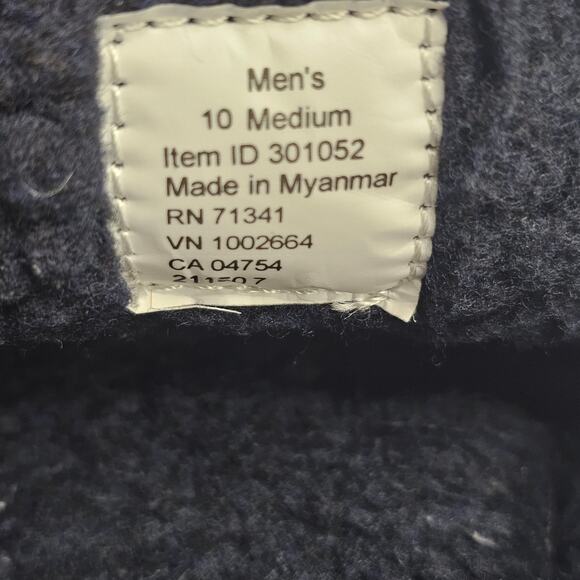 Men's
10 Medium
Item ID 301052
Made in Myanmar
RN 71341
VN 1002664
CA 04754